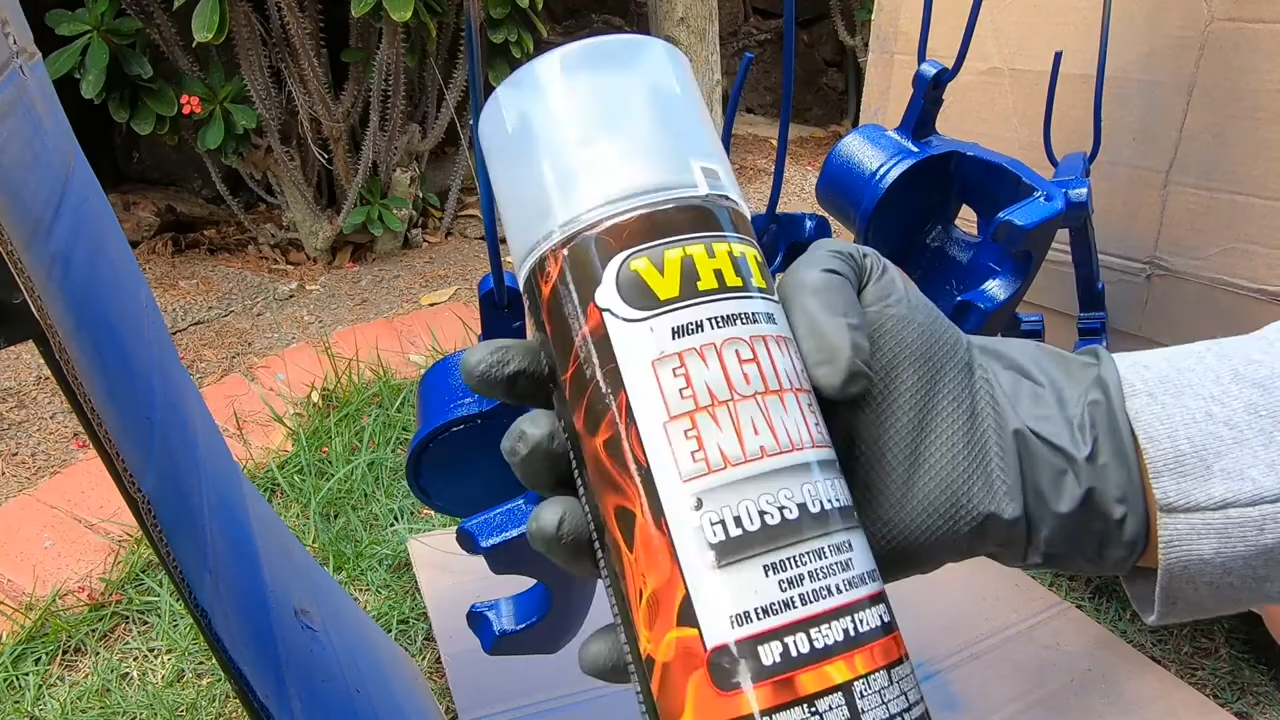 VHT
HIGH TEMPERATURE
ENGINE
ENAMEL
GLOSS CLEAR
PROTECTIVE FINISH
CHIP RESISTANT
FOR ENGINE BLOCK & ENGINE PARTS
UP TO 550°F (288°C)
PELIGRO!